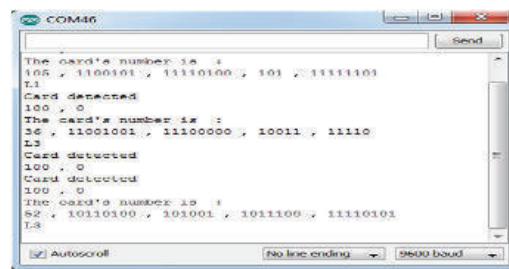 COM46
Send
The card's number is :
105 , 1100101 , 11110100 , 101 , 11111101
L1
Card detected
100 , 0
The card's number is :
36 , 11001001 , 11100000 , 10011 , 11110
L3
Card detected
100 , 0
Card detected
100 , 0
The card's number is :
52 , 10110100 , 101001 , 1011100 , 11110101
L3
Autoscroll
No line ending
9600 baud